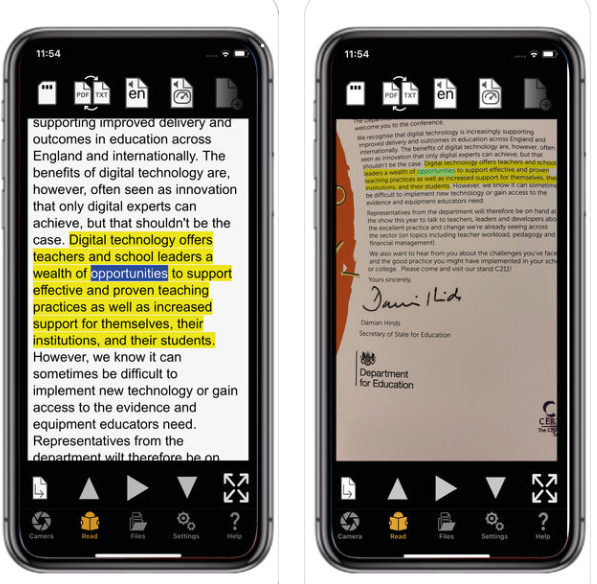 11:54
PDF TXT
en
supporting improved delivery and
outcomes in education across
England and internationally. The
benefits of digital technology are,
however, often seen as innovation
that only digital experts can
achieve, but that shouldn't be the
case. Digital technology offers
teachers and school leaders a
wealth of opportunities to support
effective and proven teaching
practices as well as increased
support for themselves, their
institutions, and their students.
However, we know it can
sometimes be difficult to
implement new technology or gain
access to the evidence and
equipment educators need.
Representatives from the
department wilt therefore be on
Camera
Read
Files
Settings
?
Help
11:54
PDF TXT
en
welcome you to the conference.
We recognise that digital technology is increasingly supporting
improved delivery and outcomes in education across England and
internationally. The benefits of digital technology are, however, often
seen as innovation that only digital experts can achieve, but that
shouldn't be the case. Digital technology offers teachers and school
leaders a wealth of opportunities to support effective and proven
teaching practices as well as increased support for themselves, the
institutions, and their students. However, we know it can sometime
be difficult to implement new technology or gain access to the
evidence and equipment educators need.
Representatives from the department will therefore be on hand at
the show this year to talk to teachers, leaders and developers abo
the excellent practice and change we're already seeing across
the sector (on topics including teacher workload, pedagogy and
financial management).
We also want to hear from you about the challenges you've face
and the good practice you might have implemented in your scho
or college. Please come and visit our stand C211!
Yours sincerely,
Damian Hinds
Damian Hinds
Secretary of State for Education
Department
for Education
CER
Camera
Read
Files
Settings
?
Help